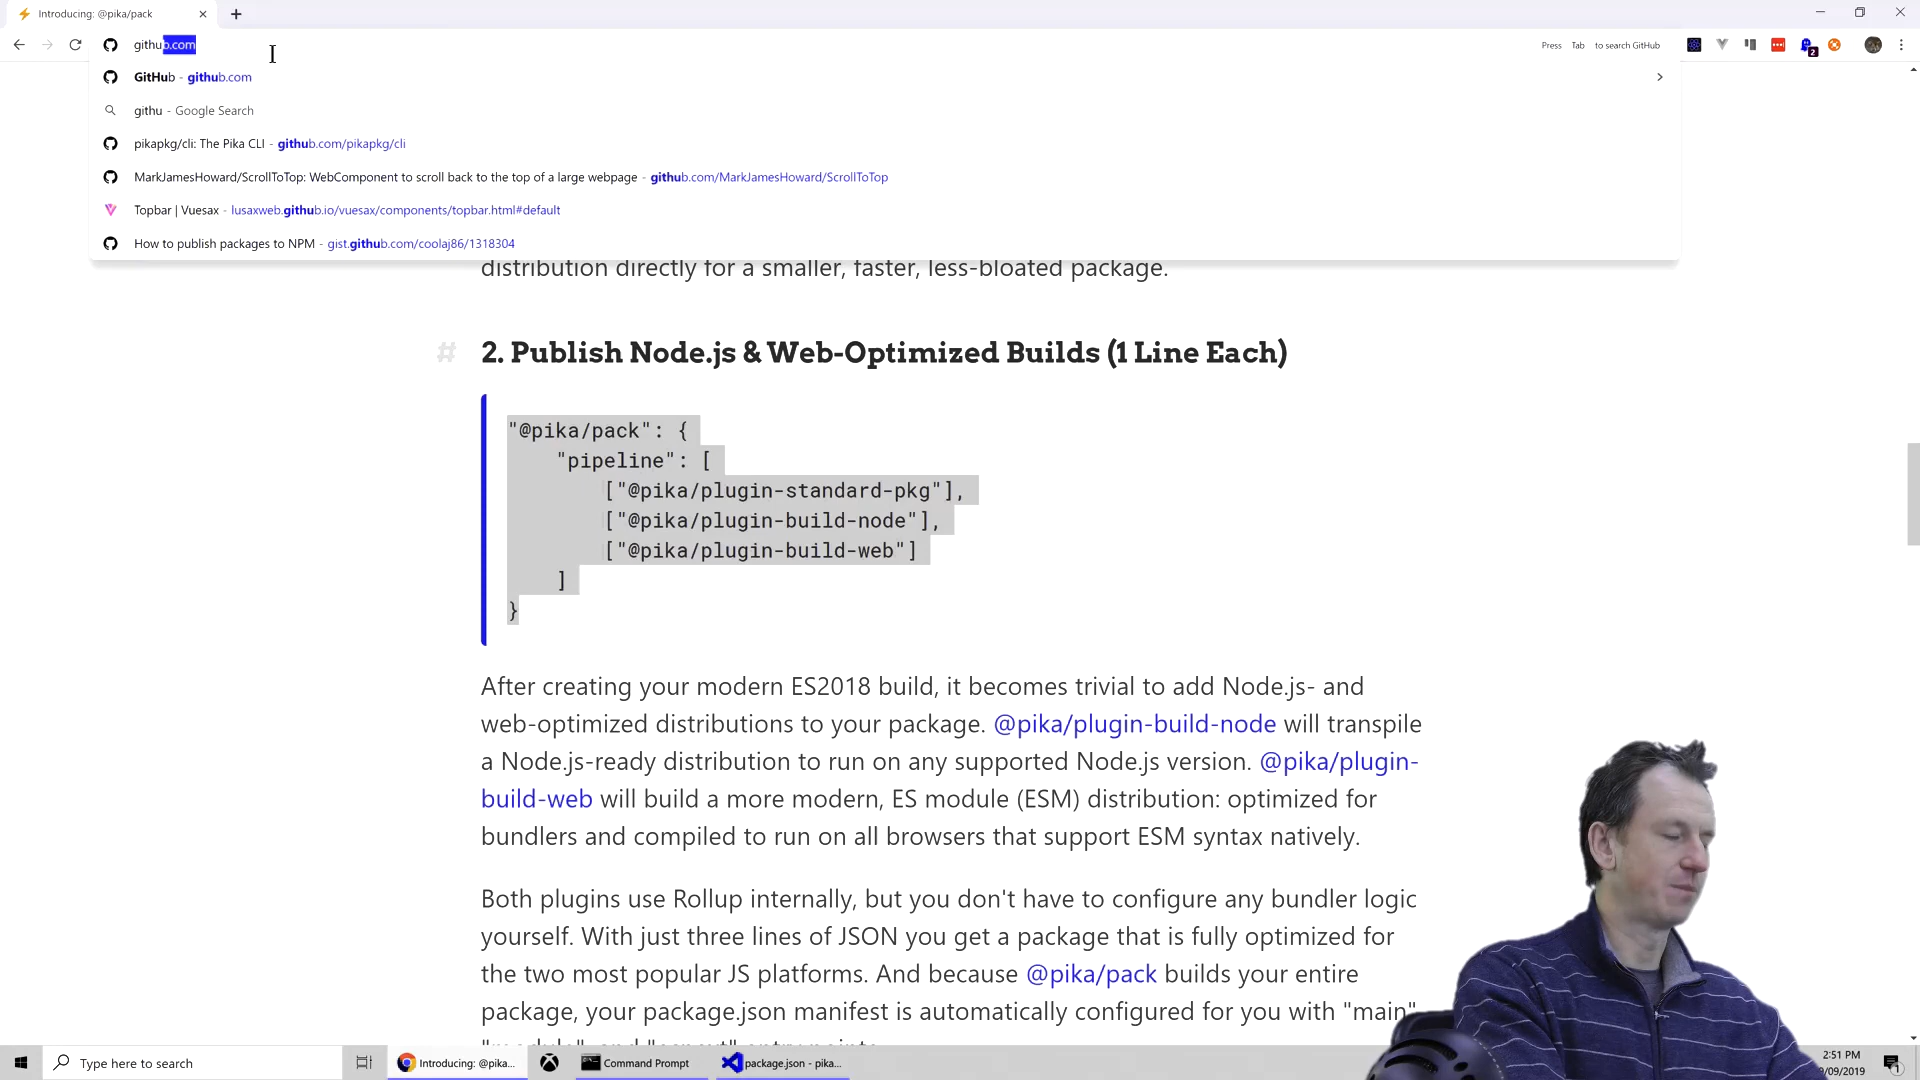 Introducing: @pika/pack
github.com
Press Tab to search GitHub
2
GitHub - github.com
githu - Google Search
pikapkg/cli: The Pika CLI - github.com/pikapkg/cli
MarkJamesHoward/ScrollToTop: WebComponent to scroll back to the top of a large webpage - github.com/MarkJamesHoward/ScrollToTop
Topbar | Vuesax - lusaxweb.github.io/vuesax/components/topbar.html#default
How to publish packages to NPM - gist.github.com/coolaj86/1318304
distribution directly for a smaller, faster, less-bloated package.
# 2. Publish Node.js & Web-Optimized Builds (1 Line Each)
"@pika/pack": {
"pipeline": [
["@pika/plugin-standard-pkg"],
["@pika/plugin-build-node"],
["@pika/plugin-build-web"]
]
}
After creating your modern ES2018 build, it becomes trivial to add Node.js- and
web-optimized distributions to your package. @pika/plugin-build-node will transpile
a Node.js-ready distribution to run on any supported Node.js version. @pika/plugin-
build-web will build a more modern, ES module (ESM) distribution: optimized for
bundlers and compiled to run on all browsers that support ESM syntax natively.
Both plugins use Rollup internally, but you don't have to configure any bundler logic
yourself. With just three lines of JSON you get a package that is fully optimized for
the two most popular JS platforms. And because @pika/pack builds your entire
package, your package.json manifest is automatically configured for you with "main"
Type here to search
Introducing: @pika...
Command Prompt
package.json - pika...
2:51 PM
9/09/2019
1